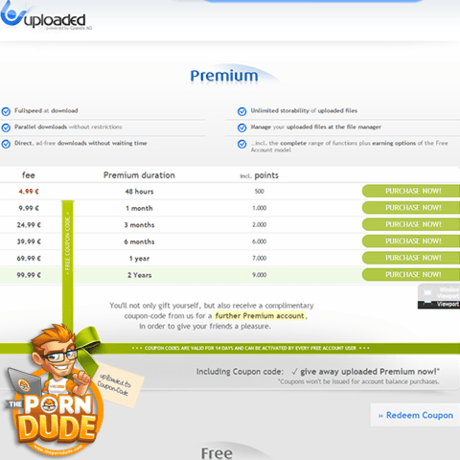 uploaded
powered by Cyando AG
Premium
Fullspeed at download
Unlimited storability of uploaded files
Parallel downloads without restrictions
Manage your uploaded files at the file manager
Direct, ad-free downloads without waiting time
...incl. the complete range of functions plus earning options of the Free Account model
fee Premium duration incl. points
4.99 € 48 hours 500 PURCHASE NOW!
9.99 € 1 month 1.000 PURCHASE NOW!
24.99 € 3 months 2.000 PURCHASE NOW!
39.99 € 6 months 6.000 PURCHASE NOW!
69.99 € 1 year 7.000 PURCHASE NOW!
99.99 € 2 Years 9.000 PURCHASE NOW!
FREE COUPON CODE
Window
Viewport
Viewport
You'll not only gift yourself, but also receive a complimentary
coupon-code from us for a further Premium account,
in order to give your friends a pleasure.
COUPON CODES ARE VALID FOR 14 DAYS AND CAN BE ACTIVATED BY EVERY FREE ACCOUNT USER
Including Coupon code: ✓ give away uploaded Premium now!*
*Coupons won't be issued for account balance purchases.
uploaded.to
Coupon-Code
THE
PORN
DUDE
www.theporndude.com
» Redeem Coupon
Free